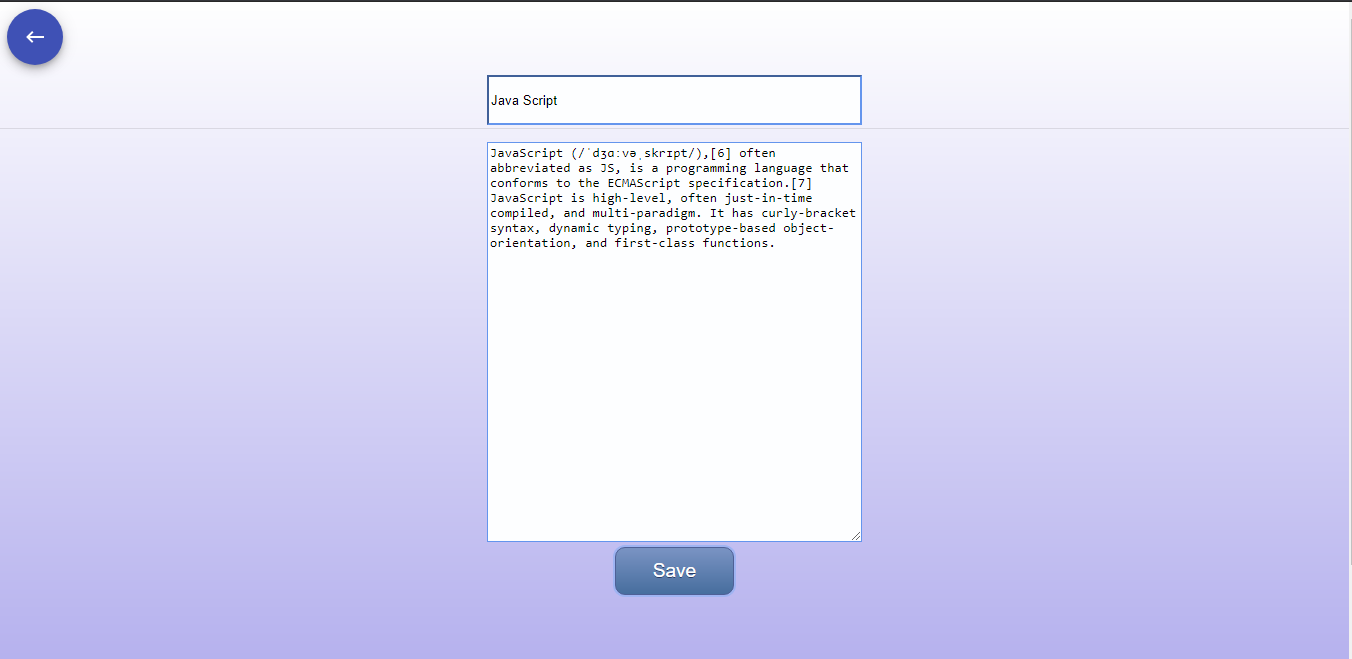 Java Script
JavaScript (/ˈdʒɑːvəˌskrɪpt/),[6] often
abbreviated as JS, is a programming language that
conforms to the ECMAScript specification.[7]
JavaScript is high-level, often just-in-time
compiled, and multi-paradigm. It has curly-bracket
syntax, dynamic typing, prototype-based object-
orientation, and first-class functions.
Save